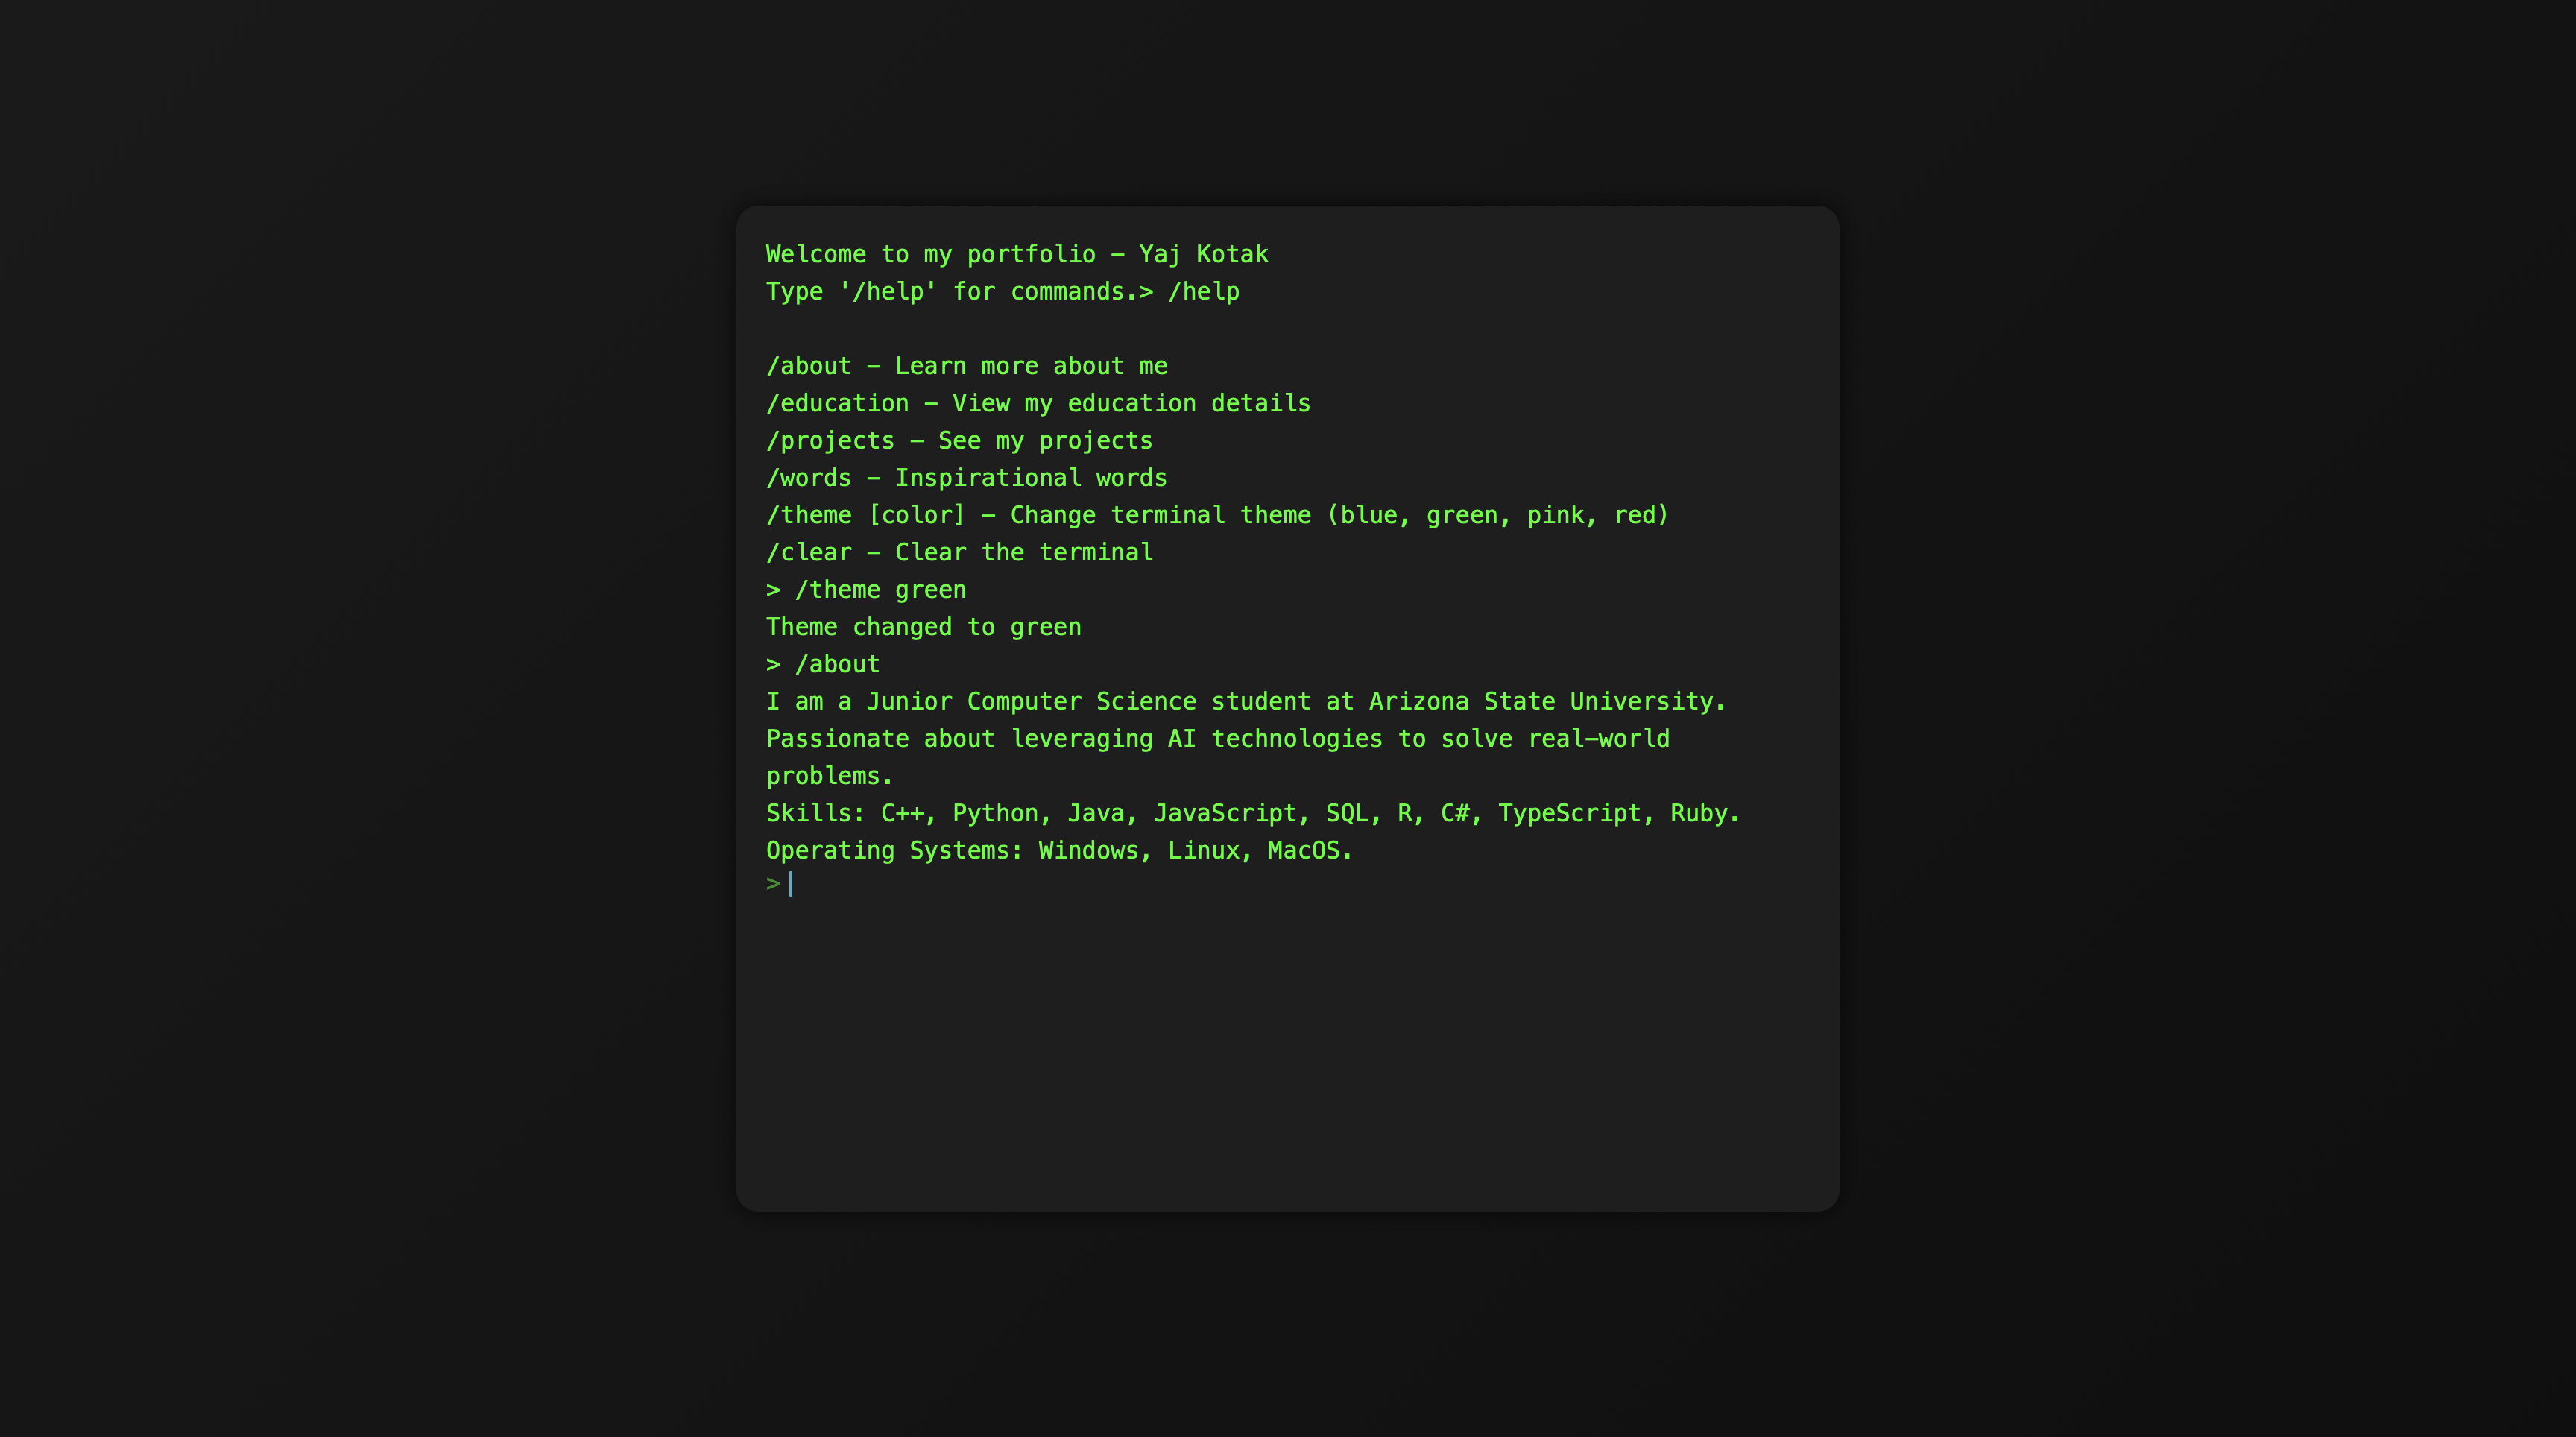 Welcome to my portfolio - Yaj Kotak
Type '/help' for commands.> /help
/about - Learn more about me
/education - View my education details
/projects - See my projects
/words - Inspirational words
/theme [color] - Change terminal theme (blue, green, pink, red)
/clear - Clear the terminal
> /theme green
Theme changed to green
> /about
I am a Junior Computer Science student at Arizona State University.
Passionate about leveraging AI technologies to solve real-world
problems.
Skills: C++, Python, Java, JavaScript, SQL, R, C#, TypeScript, Ruby.
Operating Systems: Windows, Linux, MacOS.
>